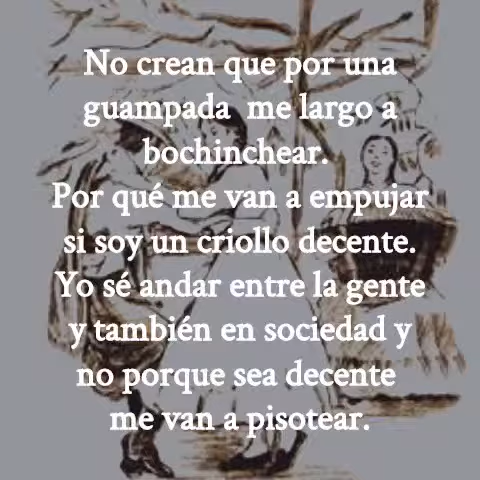 No crean que por una
guampada me largo a
bochinchear.
Por qué me van a empujar
si soy un criollo decente.
Yo sé andar entre la gente
y también en sociedad y
no porque sea decente
me van a pisotear.